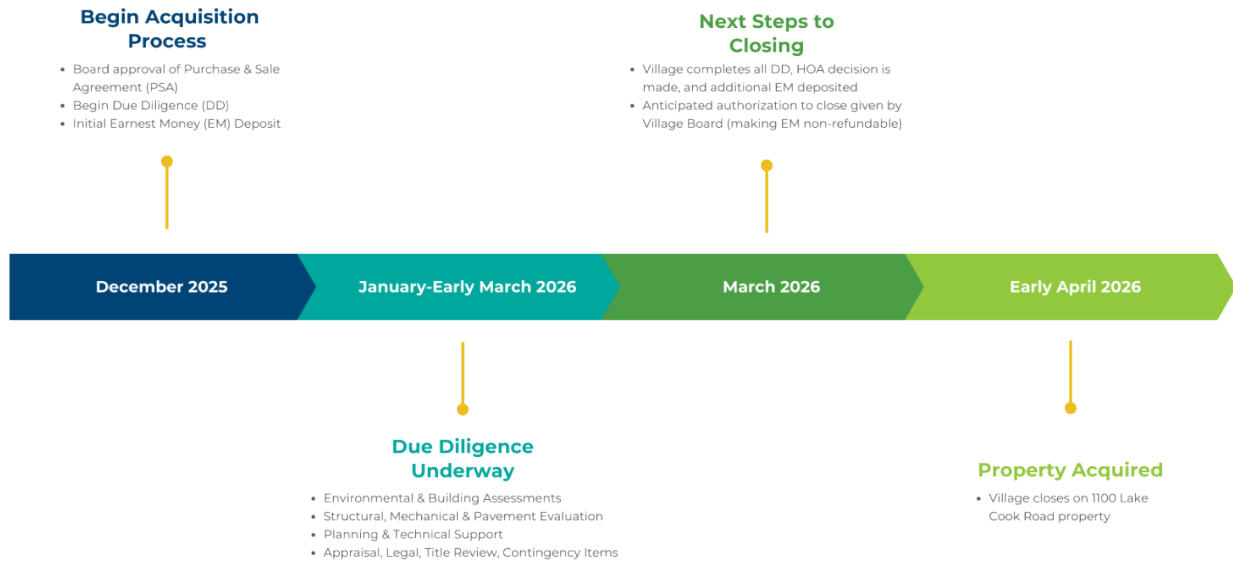 Begin Acquisition
Process
• Board approval of Purchase & Sale
Agreement (PSA)
• Begin Due Diligence (DD)
• Initial Earnest Money (EM) Deposit
Next Steps to
Closing
• Village completes all DD, HOA decision is
made, and additional EM deposited
• Anticipated authorization to close given by
Village Board (making EM non-refundable)
December 2025
January-Early March 2026
March 2026
Early April 2026
Due Diligence
Underway
• Environmental & Building Assessments
• Structural, Mechanical & Pavement Evaluation
• Planning & Technical Support
• Appraisal, Legal, Title Review, Contingency Items
Property Acquired
• Village closes on 1100 Lake
Cook Road property